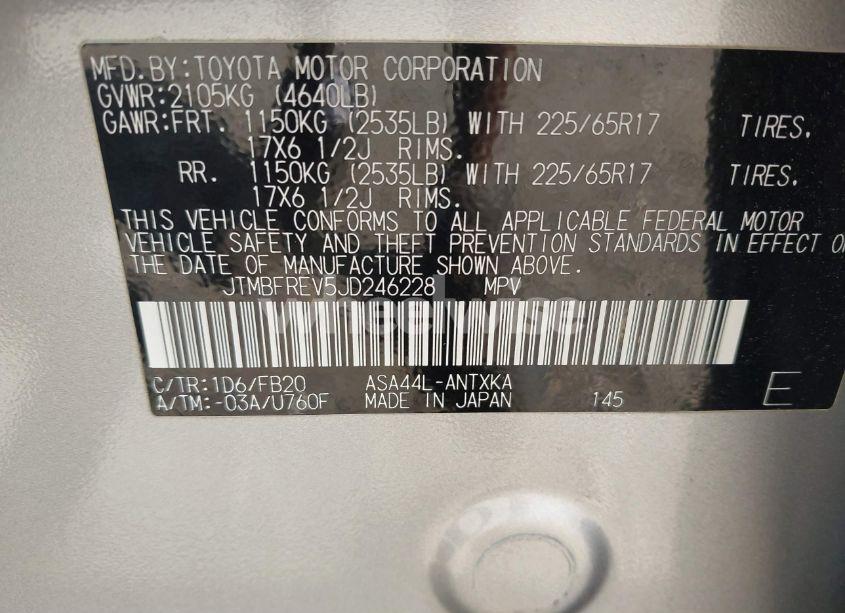 MFD.BY:TOYOTA MOTOR CORPORATION
GVWR:2105KG (4640LB)
GAWR:FRT. 1150KG (2535LB) WITH 225/65R17 TIRES.
17X6 1/2J RIMS.
RR. 1150KG (2535LB) WITH 225/65R17 TIRES.
17X6 1/2J RIMS.
THIS VEHICLE CONFORMS TO ALL APPLICABLE FEDERAL MOTOR
VEHICLE SAFETY AND THEFT PREVENTION STANDARDS IN EFFECT O
THE DATE OF MANUFACTURE SHOWN ABOVE.
JTMBFREV5JD246228 MPV
wheelwise
C/TR:1D6/FB20 ASA44L-ANTXKA
A/TM:-03A/U760F MADE IN JAPAN 145 E